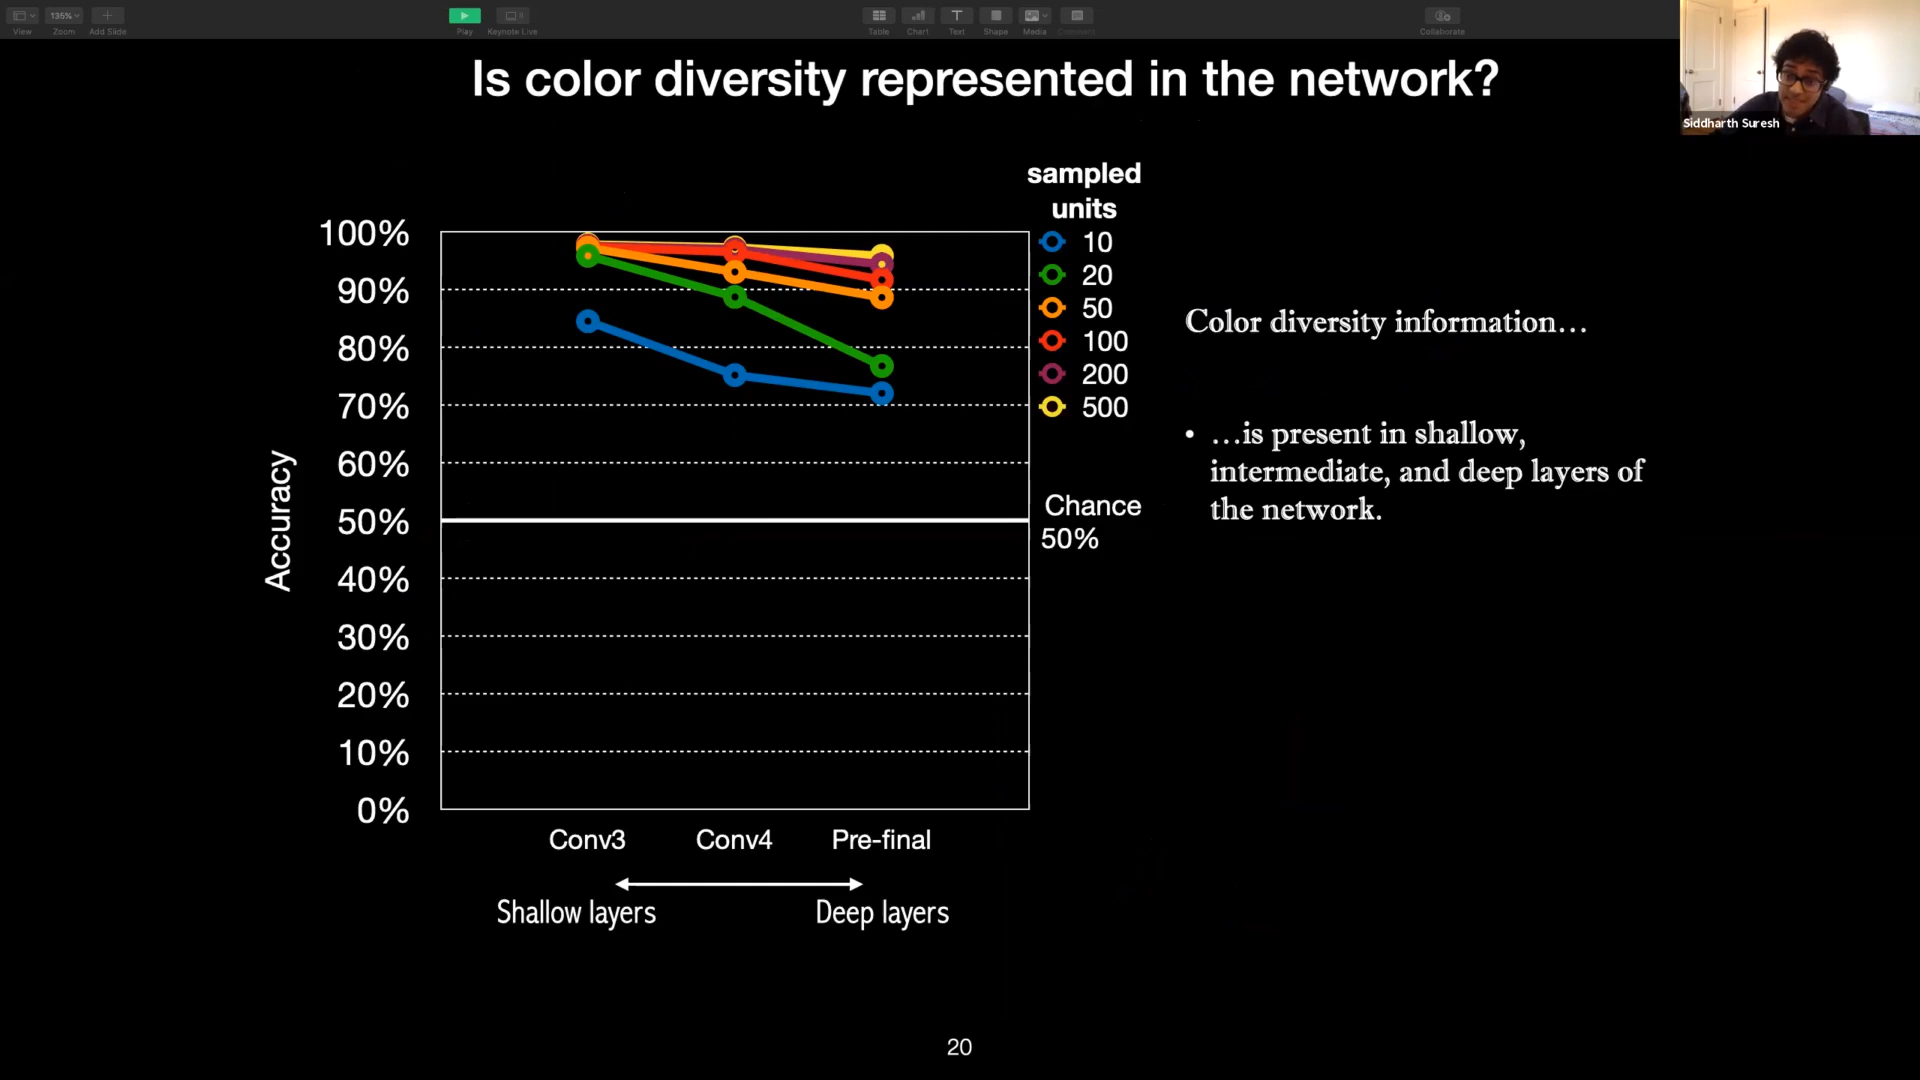 135%
View
Zoom
Add Slide
Play
Keynote Live
Table
Chart
Text
Shape
Media
Comment
Collaborate
Siddharth Suresh
Is color diversity represented in the network?
sampled
units
10
20
50
100
200
500
100%
90%
80%
70%
60%
50%
40%
30%
20%
10%
0%
Accuracy
Chance
50%
Conv3
Conv4
Pre-final
Shallow layers
Deep layers
Color diversity information…
• …is present in shallow,
intermediate, and deep layers of
the network.
20